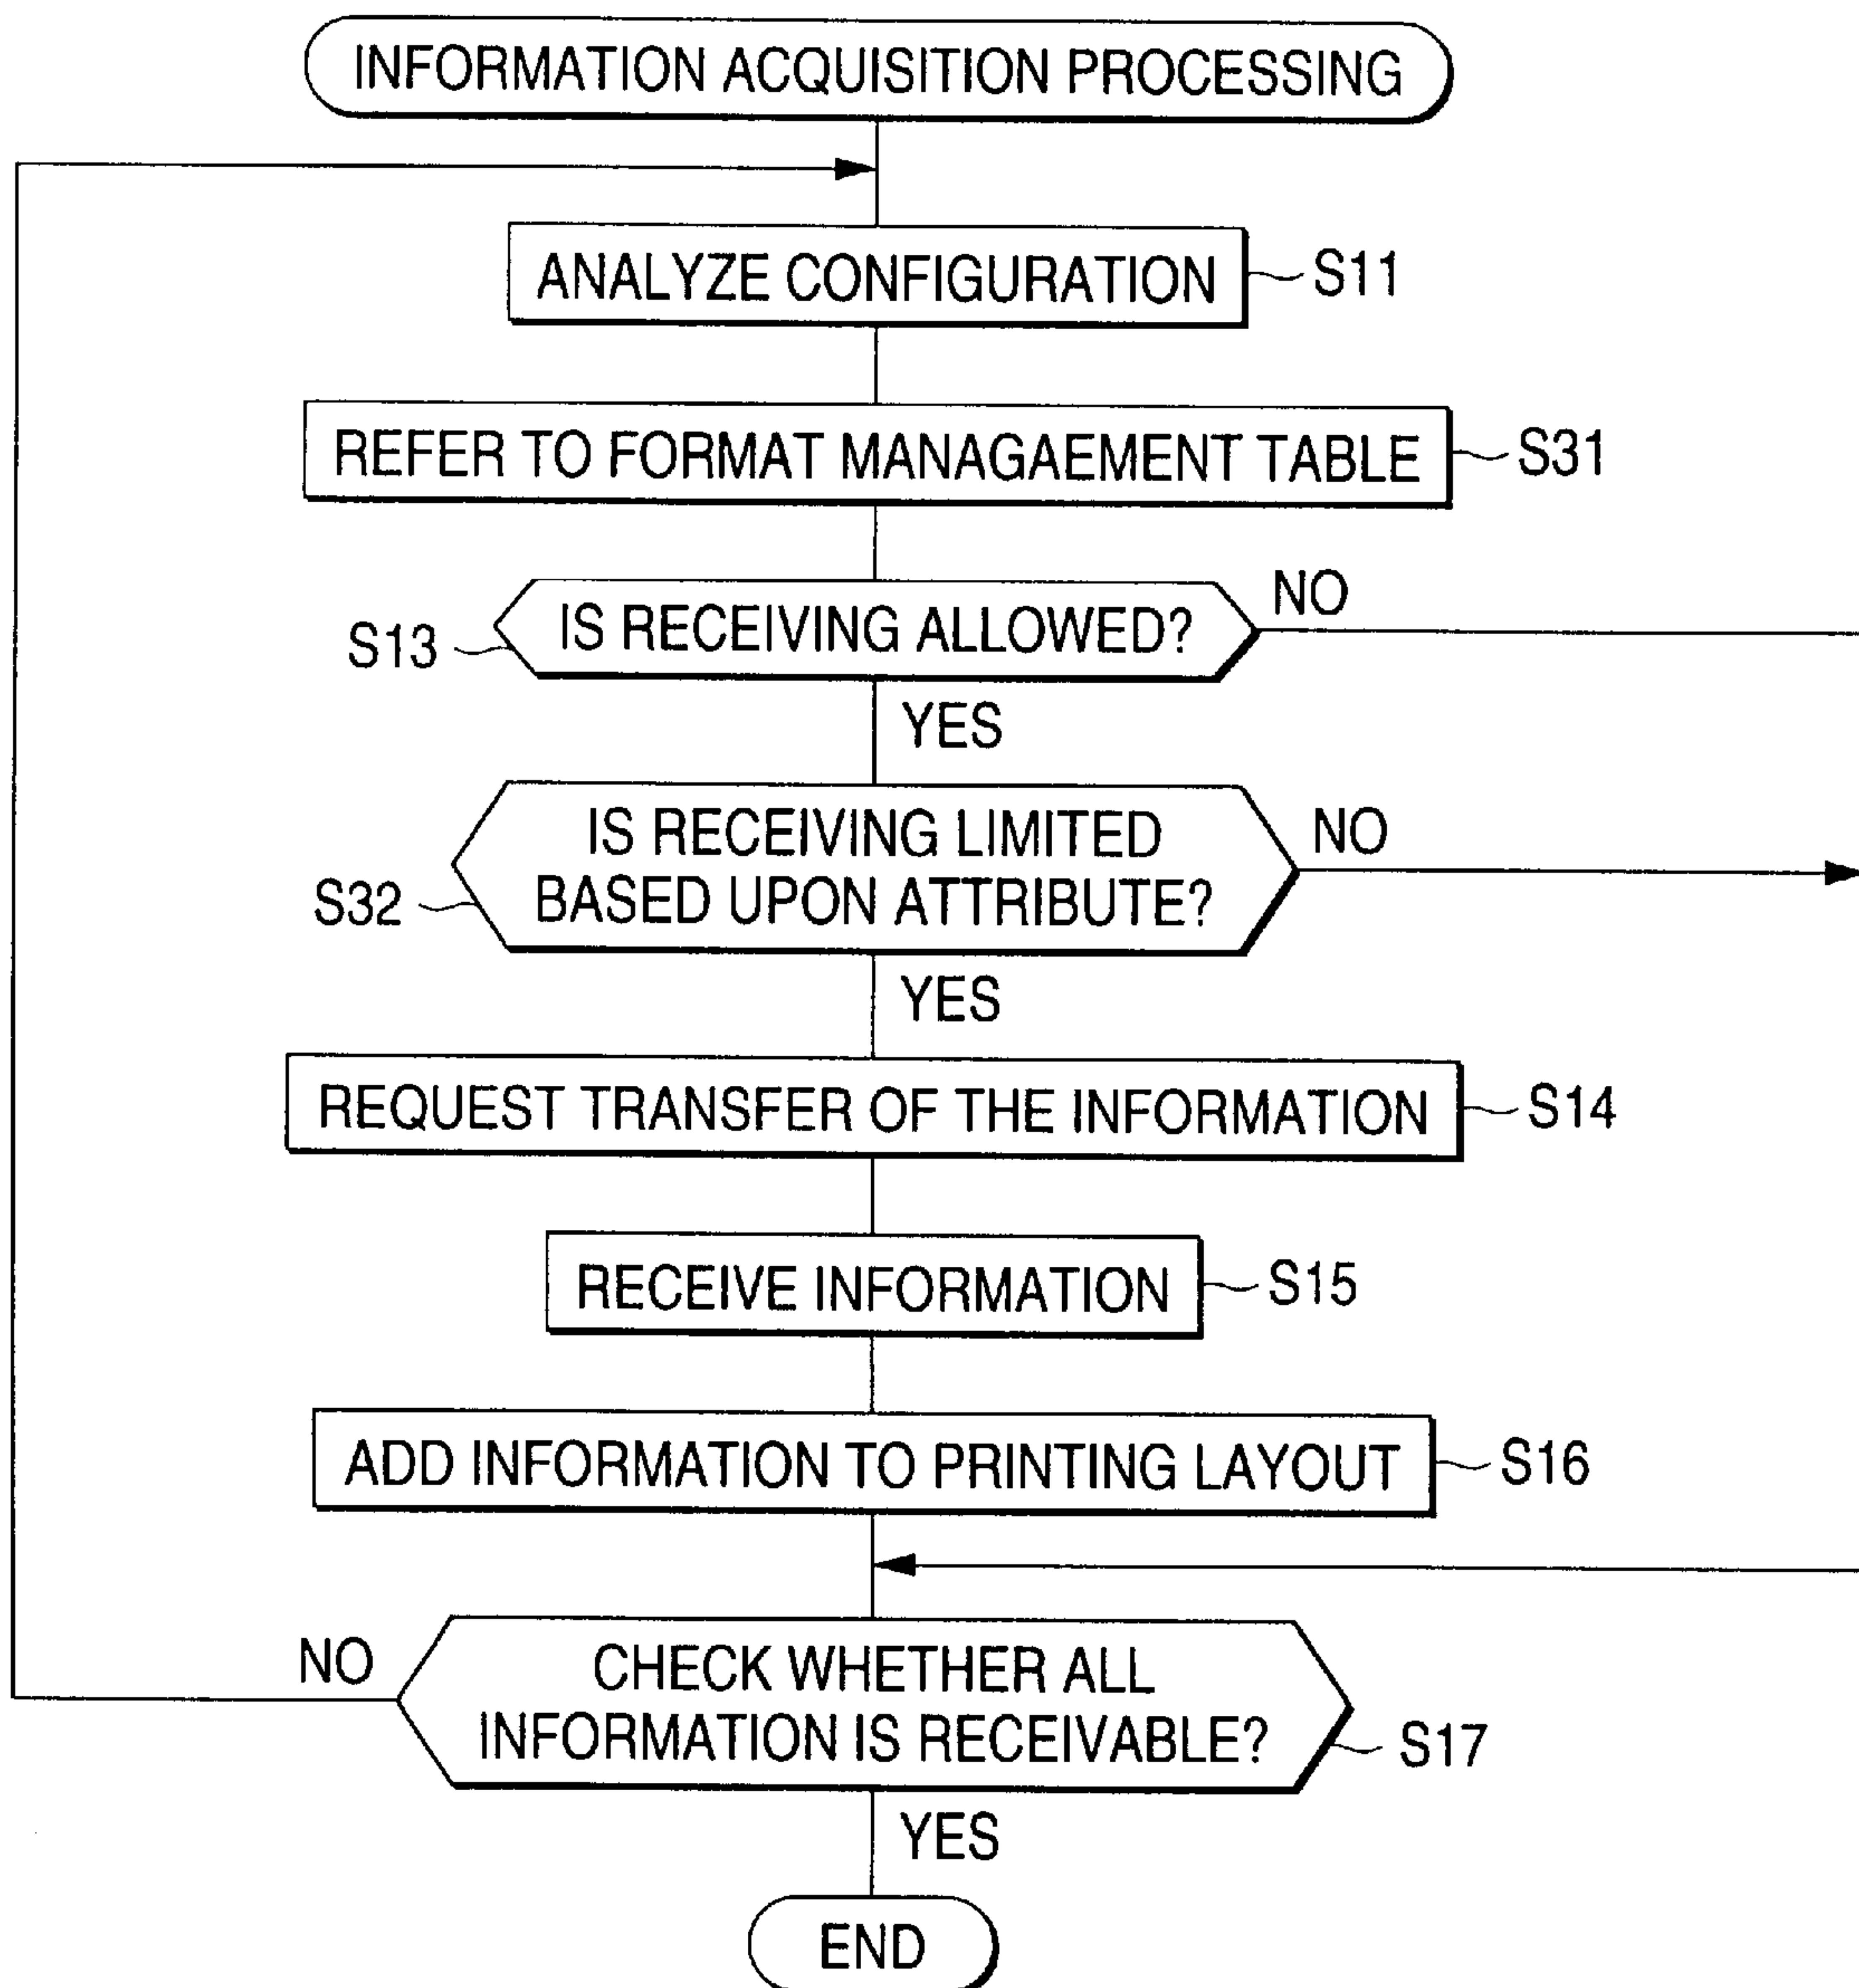 INFORMATION ACQUISITION PROCESSING
ANALYZE CONFIGURATION
S11
REFER TO FORMAT MANAGAEMENT TABLE
S31
IS RECEIVING ALLOWED?
NO
S13
YES
IS RECEIVING LIMITED
BASED UPON ATTRIBUTE?
NO
S32
YES
REQUEST TRANSFER OF THE INFORMATION
S14
RECEIVE INFORMATION
S15
ADD INFORMATION TO PRINTING LAYOUT
S16
NO
CHECK WHETHER ALL
INFORMATION IS RECEIVABLE?
S17
YES
END